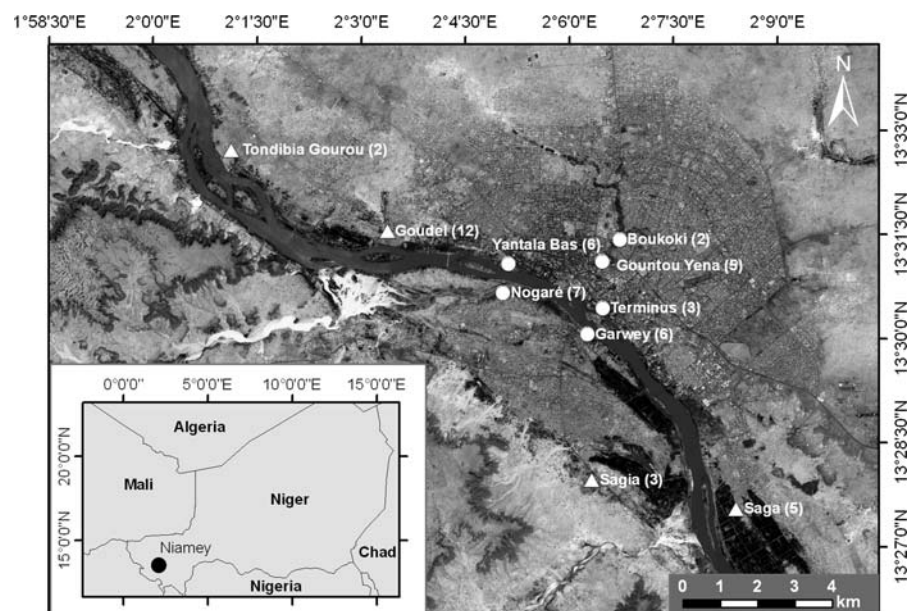 1°58'30"E 2°0'0"E 2°1'30"E 2°3'0"E 2°4'45"E 2°6'0"E 2°7'30"E 2°9'0"E
N
13°33'0"N
Tondibia Gourou (2)
13°31'30"N
Goudel (12)
Yantala Bas (6)
Boukoki (2)
Gountou Yena (9)
Nogaré (7)
Terminus (3)
Garwey (6)
13°30'0"N
13°28'30"N
Sagia (3)
Saga (5)
13°27'0"N
0°0'0" 5°0'0"E 10°0'0"E 15°0'0"E
20°0'0"N
15°0'0"N
Algeria
Mali
Niger
Niamey
Chad
Nigeria
0 1 2 3 4
km